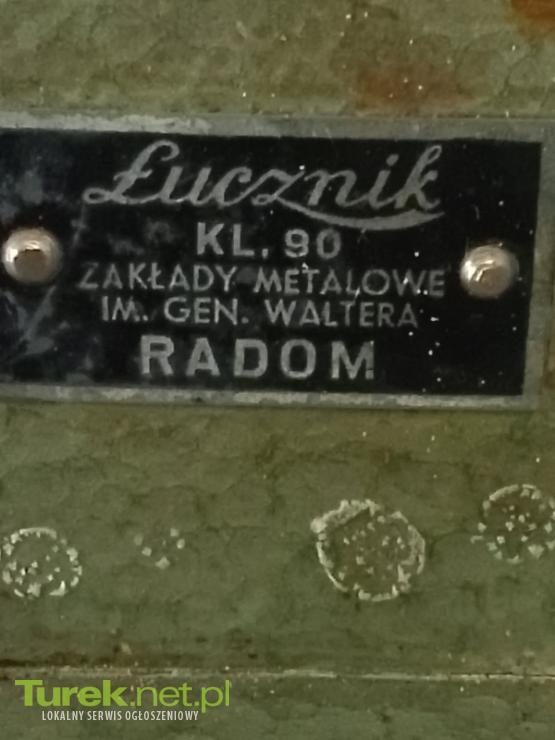 Łucznik
KL. 90
ZAKŁADY METALOWE
IM. GEN. WALTERA
RADOM
Turek.net.pl
LOKALNY SERWIS OGŁOSZENIOWY